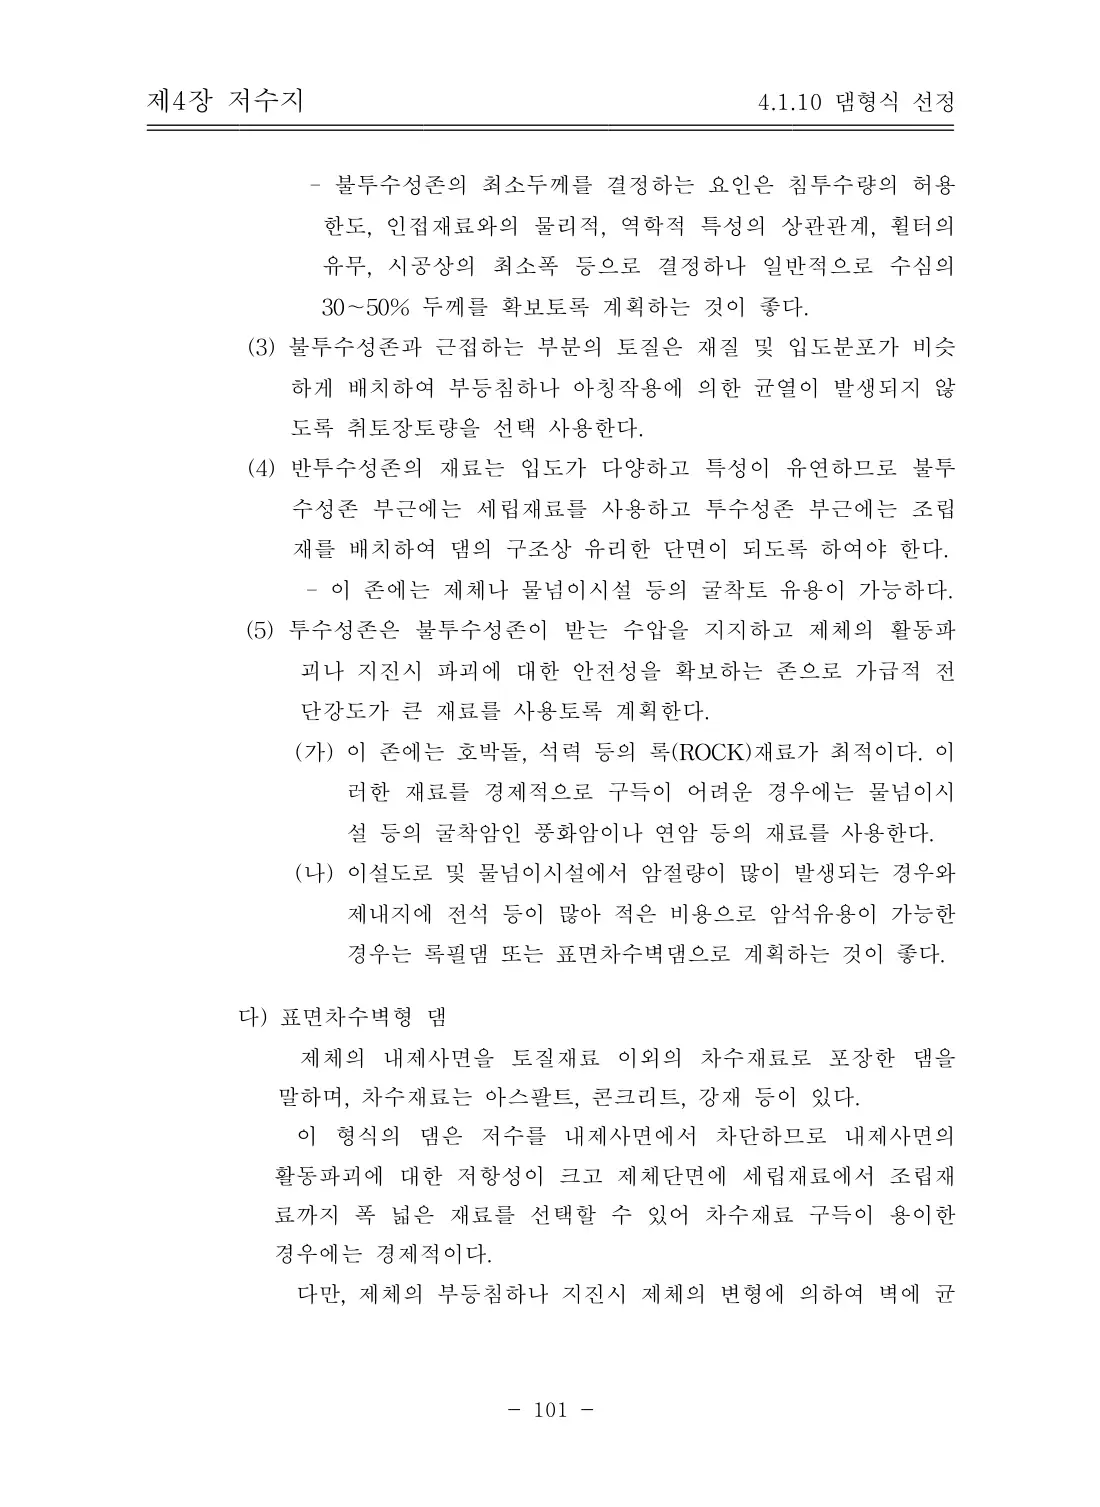 제4장 저수지
4.1.10 댐형식 선정
- 불투수성존의 최소두께를 결정하는 요인은 침투수량의 허용
한도, 인접재료와의 물리적, 역학적 특성의 상관관계, 휠터의
유무, 시공상의 최소폭 등으로 결정하나 일반적으로 수심의
30～50% 두께를 확보토록 계획하는 것이 좋다.
(3) 불투수성존과 근접하는 부분의 토질은 재질 및 입도분포가 비슷
하게 배치하여 부등침하나 아칭작용에 의한 균열이 발생되지 않
도록 취토장토량을 선택 사용한다.
(4) 반투수성존의 재료는 입도가 다양하고 특성이 유연하므로 불투
수성존 부근에는 세립재료를 사용하고 투수성존 부근에는 조립
재를 배치하여 댐의 구조상 유리한 단면이 되도록 하여야 한다.
- 이 존에는 제체나 물넘이시설 등의 굴착토 유용이 가능하다.
(5) 투수성존은 불투수성존이 받는 수압을 지지하고 제체의 활동파
괴나 지진시 파괴에 대한 안전성을 확보하는 존으로 가급적 전
단강도가 큰 재료를 사용토록 계획한다.
(가) 이 존에는 호박돌, 석력 등의 록(ROCK)재료가 최적이다. 이
러한 재료를 경제적으로 구득이 어려운 경우에는 물넘이시
설 등의 굴착암인 풍화암이나 연암 등의 재료를 사용한다.
(나) 이설도로 및 물넘이시설에서 암절량이 많이 발생되는 경우와
제내지에 전석 등이 많아 적은 비용으로 암석유용이 가능한
경우는 록필댐 또는 표면차수벽댐으로 계획하는 것이 좋다.
다) 표면차수벽형 댐
제체의 내제사면을 토질재료 이외의 차수재료로 포장한 댐을
말하며, 차수재료는 아스팔트, 콘크리트, 강재 등이 있다.
이 형식의 댐은 저수를 내제사면에서 차단하므로 내제사면의
활동파괴에 대한 저항성이 크고 제체단면에 세립재료에서 조립재
료까지 폭 넓은 재료를 선택할 수 있어 차수재료 구득이 용이한
경우에는 경제적이다.
다만, 제체의 부등침하나 지진시 제체의 변형에 의하여 벽에 균
- 101 -